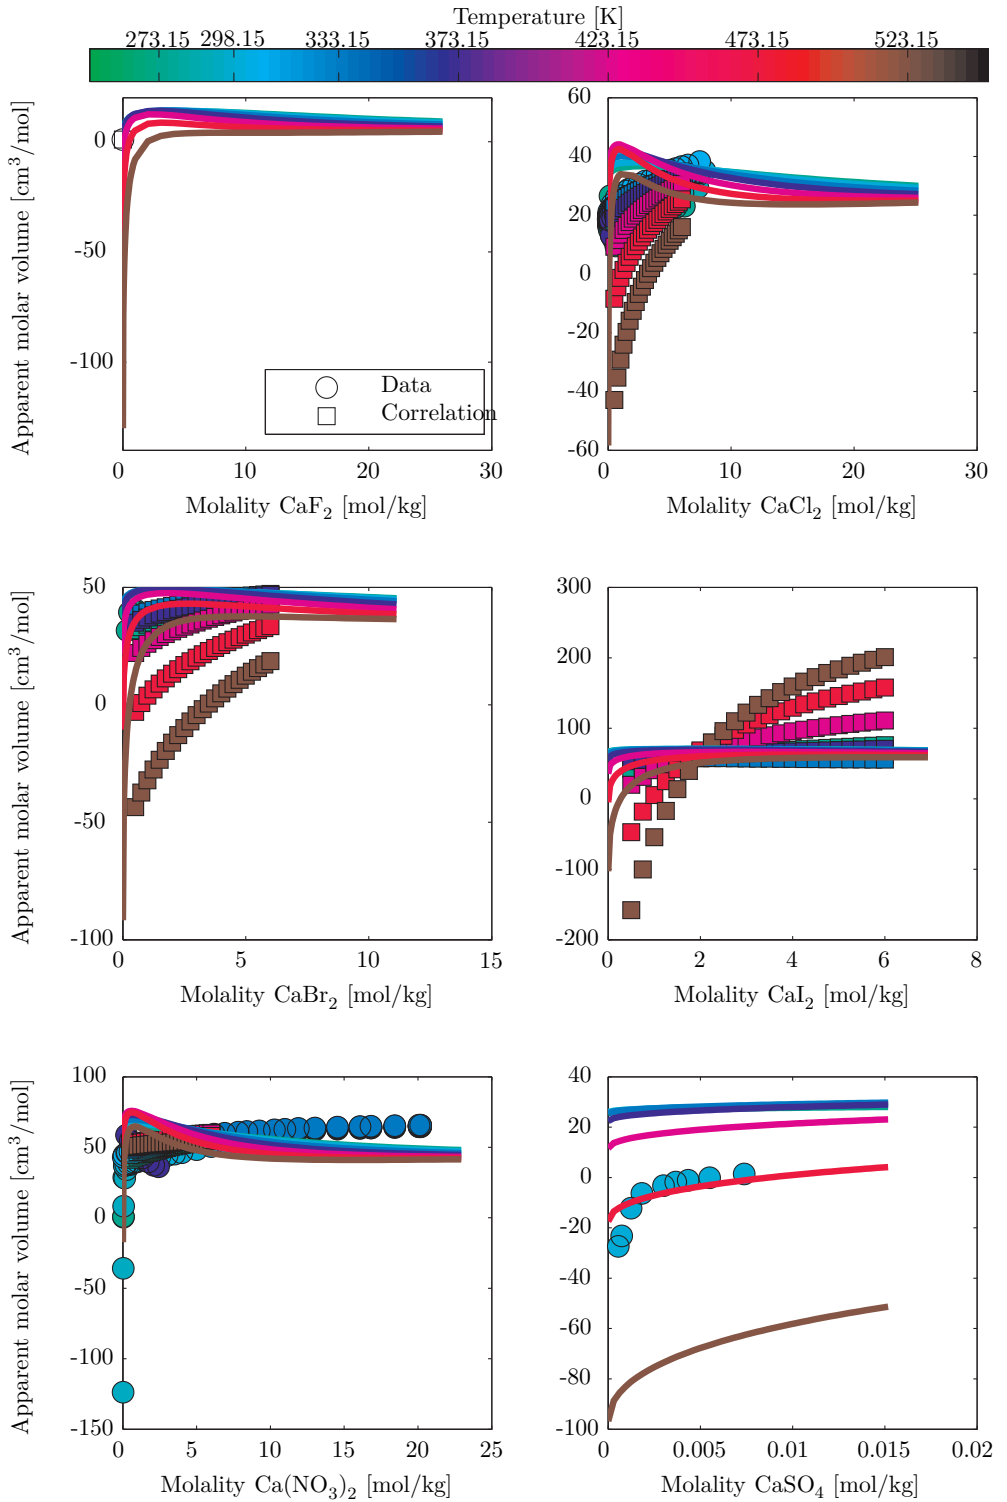 Temperature [K]
273.15 298.15 333.15 373.15 423.15 473.15 523.15
Apparent molar volume [cm³/mol]
0
-50
-100
0 10 20 30
Molality CaF₂ [mol/kg]
Data
Correlation
60
40
20
0
-20
-40
-60
0 10 20 30
Molality CaCl₂ [mol/kg]
Apparent molar volume [cm³/mol]
50
0
-50
-100
0 5 10 15
Molality CaBr₂ [mol/kg]
300
200
100
0
-100
-200
0 2 4 6 8
Molality CaI₂ [mol/kg]
Apparent molar volume [cm³/mol]
100
50
0
-50
-100
-150
0 5 10 15 20 25
Molality Ca(NO₃)₂ [mol/kg]
40
20
0
-20
-40
-60
-80
-100
0 0.005 0.01 0.015 0.02
Molality CaSO₄ [mol/kg]